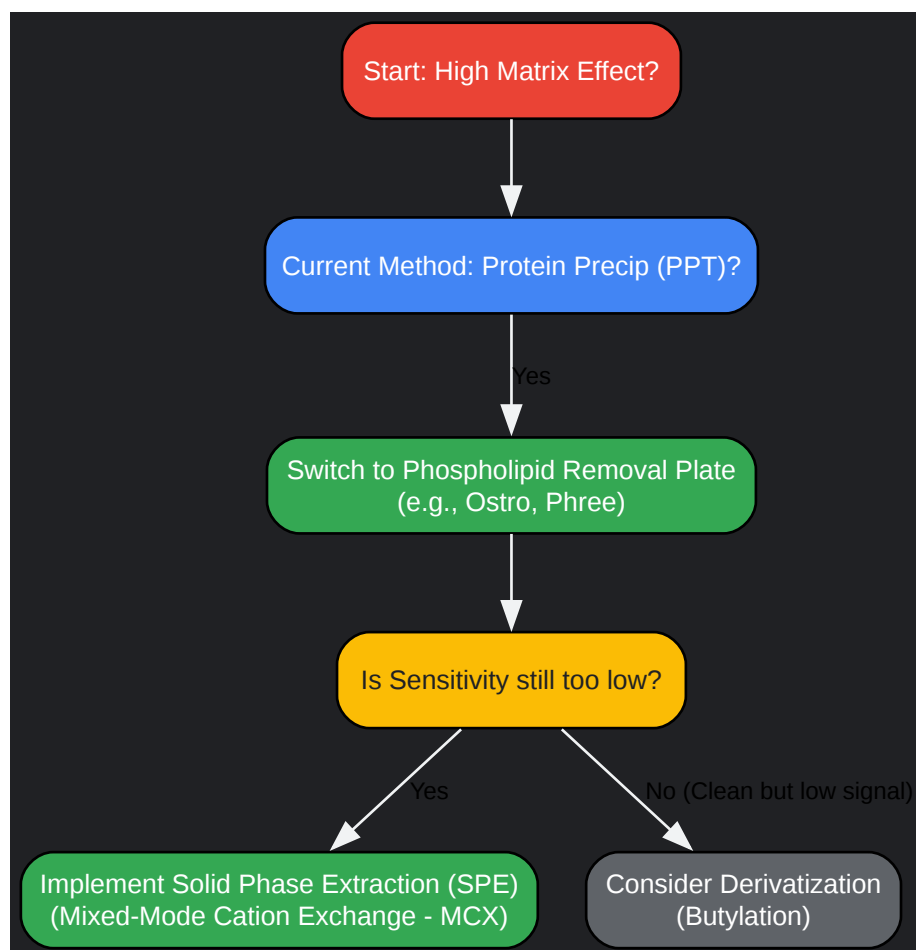 Start: High Matrix Effect?
Current Method: Protein Precip (PPT)?
Yes
Switch to Phospholipid Removal Plate
(e.g., Ostro, Phree)
Is Sensitivity still too low?
Yes
No (Clean but low signal)
Implement Solid Phase Extraction (SPE)
(Mixed-Mode Cation Exchange - MCX)
Consider Derivatization
(Butylation)